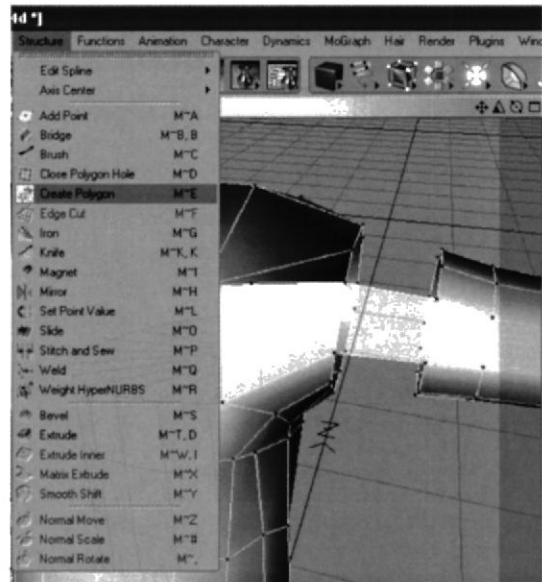 4d *]
Structure Functions Animation Character Dynamics MoGraph Hair Render Plugins Wind
Edit Spline
Axis Center
Add Point M~A
Bridge M~B, B
Brush M~C
Close Polygon Hole M~D
Create Polygon M~E
Edge Cut M~F
Iron M~G
Knife M~K, K
Magnet M~I
Mirror M~H
Set Point Value M~L
Slide M~O
Stitch and Sew M~P
Weld M~Q
Weight HyperNURBS M~R
Bevel M~S
Extrude M~T, D
Extrude Inner M~W, I
Matrix Extrude M~X
Smooth Shift M~Y
Normal Move M~Z
Normal Scale M~#
Normal Rotate M~,